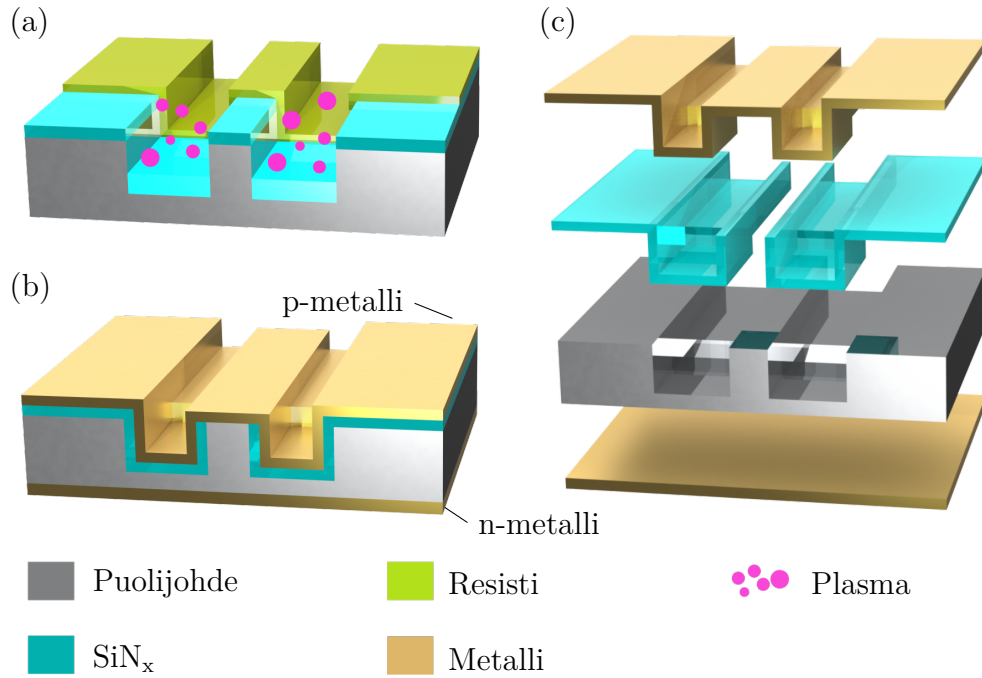 (a)
(c)
(b)
p-metalli
n-metalli
Puolijohde
Resisti
Plasma
SiNₓ
Metalli